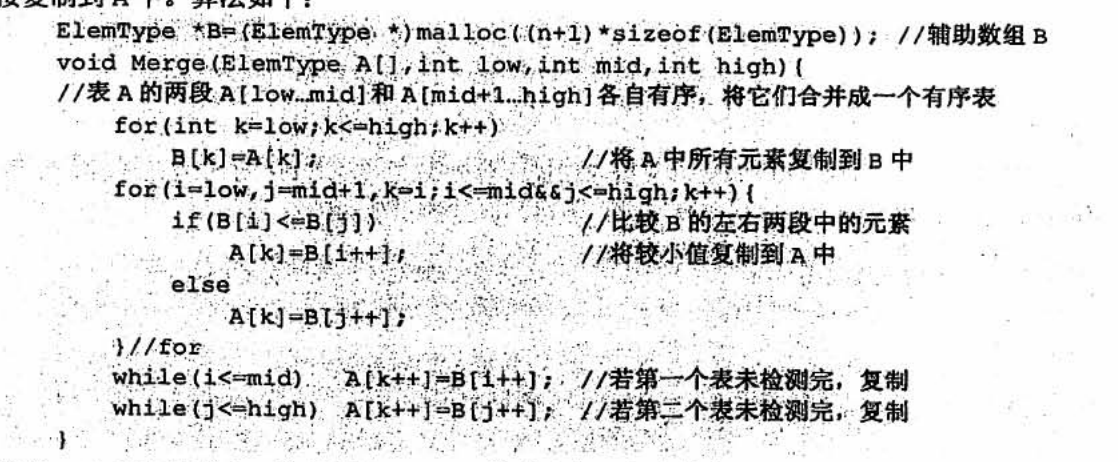 接复制到 A 中。算法如下:
ElemType *B=(ElemType *)malloc((n+1)*sizeof(ElemType)); //辅助数组 B
void Merge(ElemType A[],int low,int mid,int high){
//表 A 的两段 A[low…mid]和 A[mid+1…high]各自有序,将它们合并成一个有序表
for(int k=low;k<=high;k++)
B[k]=A[k]; //将 A 中所有元素复制到 B 中
for(i=low,j=mid+1,k=i;i<=mid&&j<=high;k++){
if(B[i]<=B[j]) //比较 B 的左右两段中的元素
A[k]=B[i++]; //将较小值复制到 A 中
else
A[k]=B[j++];
}//for
while(i<=mid) A[k++]=B[i++]; //若第一个表未检测完,复制
while(j<=high) A[k++]=B[j++]; //若第二个表未检测完,复制
}